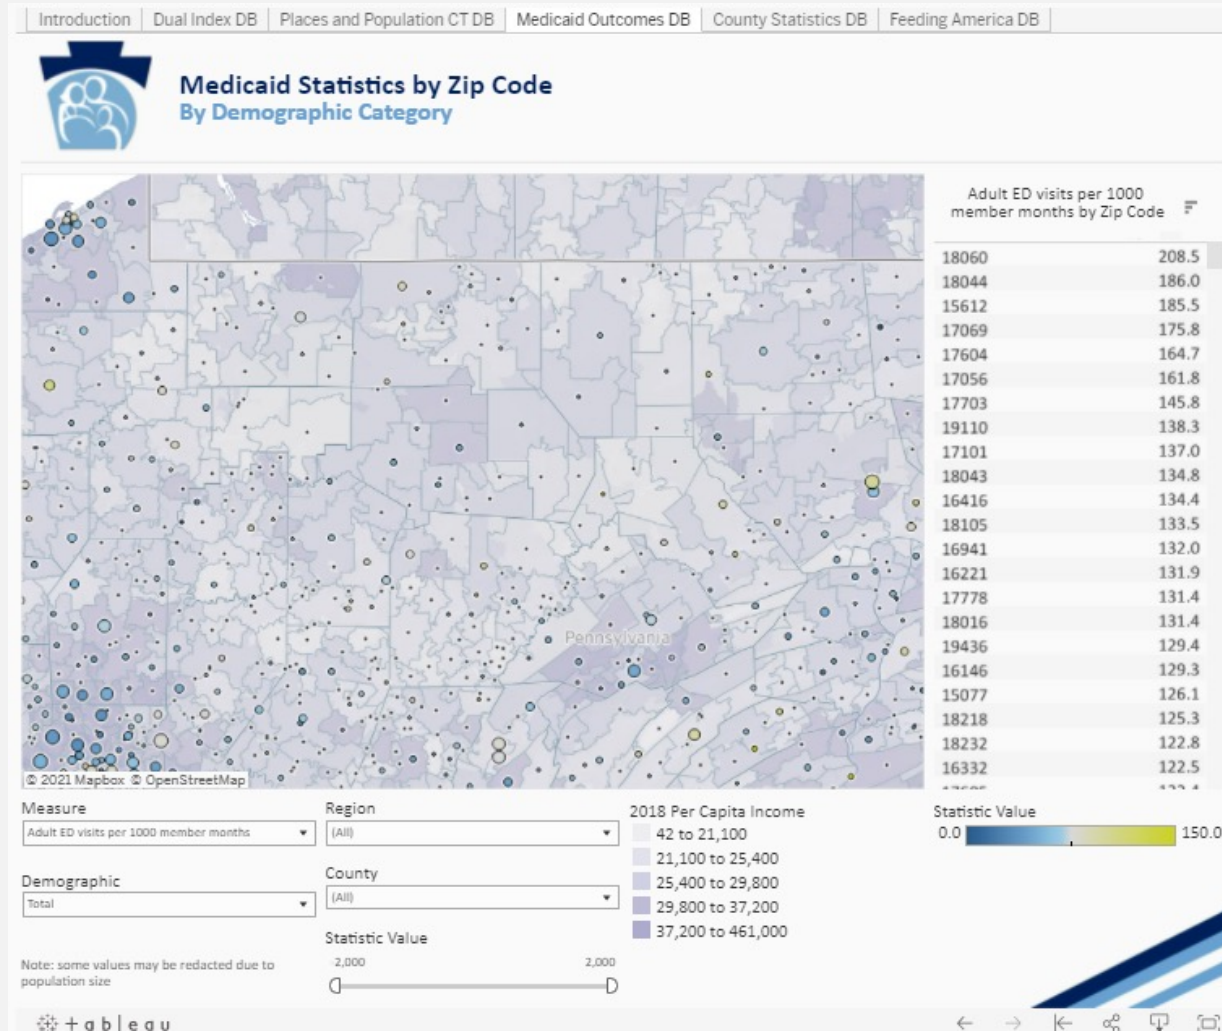 Introduction
Dual Index DB
Places and Population CT DB
Medicaid Outcomes DB
County Statistics DB
Feeding America DB
Medicaid Statistics by Zip Code
By Demographic Category
Pennsylvania
© 2021 Mapbox © OpenStreetMap
Adult ED visits per 1000
member months by Zip Code
18060 208.5
18044 186.0
15612 185.5
17069 175.8
17604 164.7
17056 161.8
17703 145.8
19110 138.3
17101 137.0
18043 134.8
16416 134.4
18105 133.5
16941 132.0
16221 131.9
17778 131.4
18016 131.4
19436 129.4
16146 129.3
15077 126.1
18218 125.3
18232 122.8
16332 122.5
Measure
Adult ED visits per 1000 member months
Demographic
Total
Note: some values may be redacted due to
population size
Region
(All)
County
(All)
Statistic Value
-2,000 2,000
2018 Per Capita Income
42 to 21,100
21,100 to 25,400
25,400 to 29,800
29,800 to 37,200
37,200 to 461,000
Statistic Value
0.0 150.0
+ableau